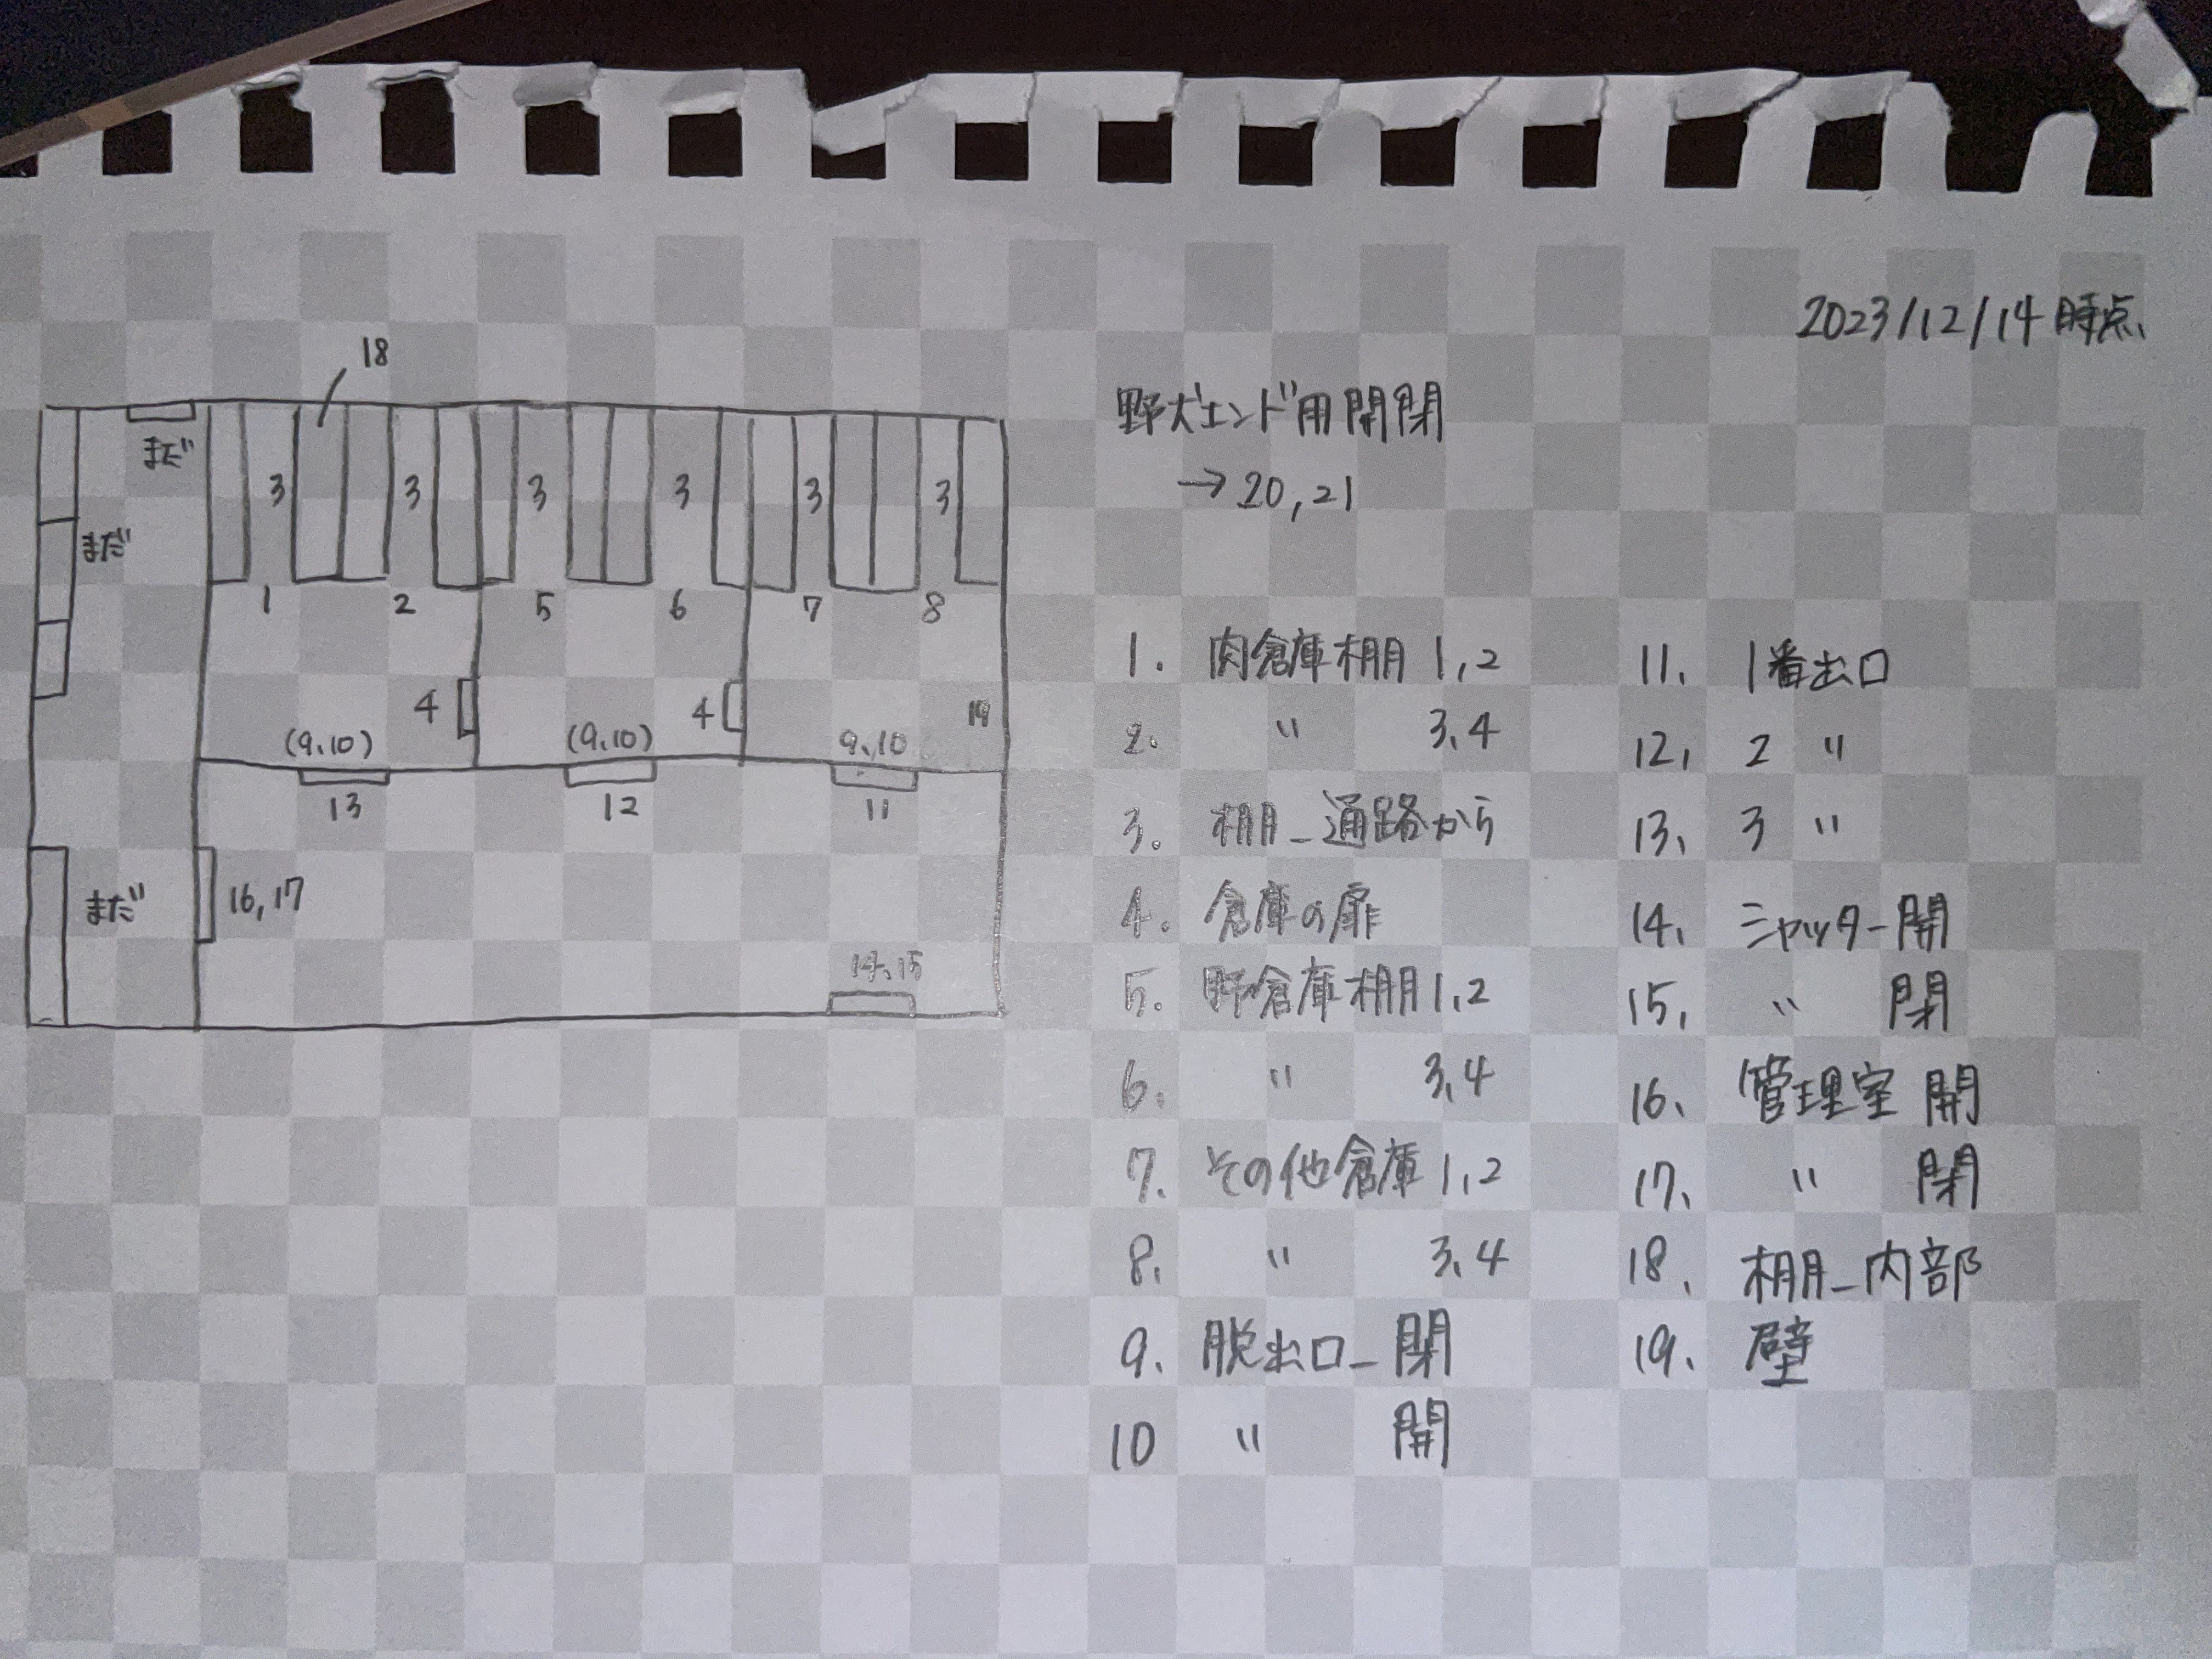 2023/12/14時点
野犬エンド用開閉
→20,21
18
まだ
3 3 3 3 3 3
まだ
1 2 5 6 7 8
4 4 19
(9,10) (9,10) 9,10
13 12 11
まだ 16,17
14,15
1. 肉倉庫棚1,2
2. 〃 3,4
3. 棚_通路から
4. 倉庫の扉
5. 野倉庫棚1,2
6. 〃 3,4
7. その他倉庫1,2
8. 〃 3,4
9. 脱出口_閉
10 〃 開
11. 1番出口
12. 2 〃
13. 3 〃
14. シャッター開
15. 〃 閉
16. 管理室 開
17. 〃 閉
18. 棚_内部
19. 壁